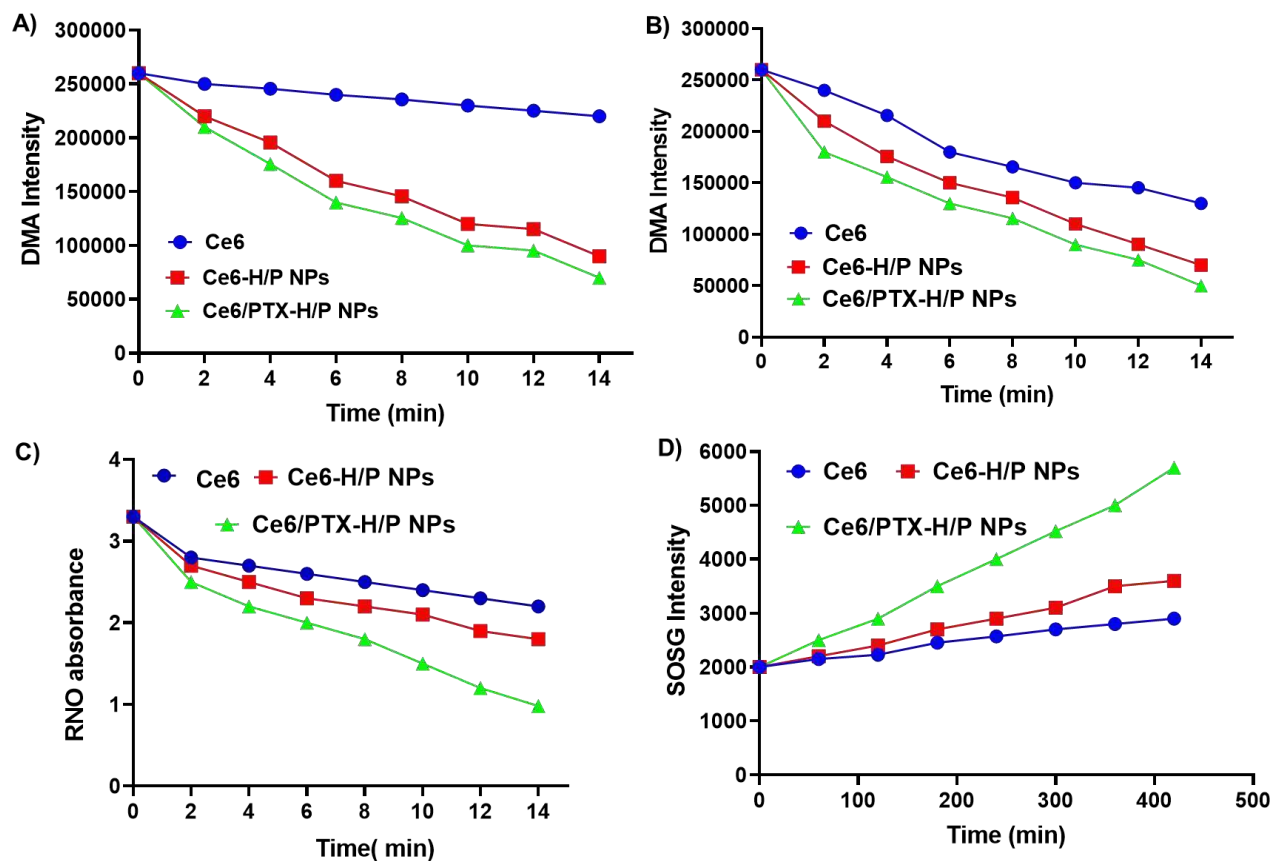 A)
300000
250000
200000
150000
100000
50000
0
DMA Intensity
Ce6
Ce6-H/P NPs
Ce6/PTX-H/P NPs
0 2 4 6 8 10 12 14
Time (min)
B)
300000
250000
200000
150000
100000
50000
0
DMA Intensity
Ce6
Ce6-H/P NPs
Ce6/PTX-H/P NPs
0 2 4 6 8 10 12 14
Time (min)
C)
Ce6 Ce6-H/P NPs
Ce6/PTX-H/P NPs
4
3
2
1
0
RNO absorbance
0 2 4 6 8 10 12 14
Time( min)
D)
6000
5000
4000
3000
2000
1000
0
SOSG Intensity
Ce6 Ce6-H/P NPs
Ce6/PTX-H/P NPs
0 100 200 300 400 500
Time (min)